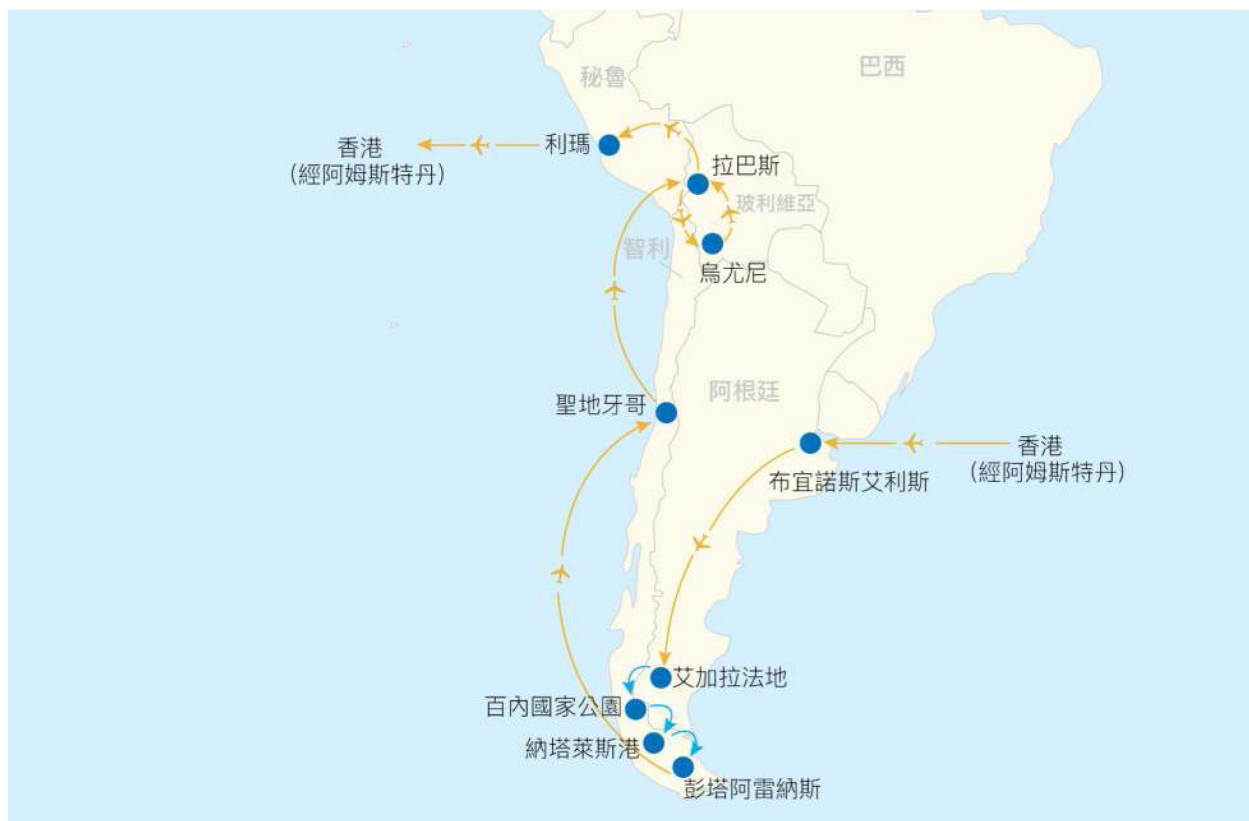 巴西
秘魯
香港
(經阿姆斯特丹)
利瑪
拉巴斯
玻利維亞
智利
烏尤尼
阿根廷
聖地牙哥
香港
(經阿姆斯特丹)
布宜諾斯艾利斯
艾加拉法地
百內國家公園
納塔萊斯港
彭塔阿雷納斯